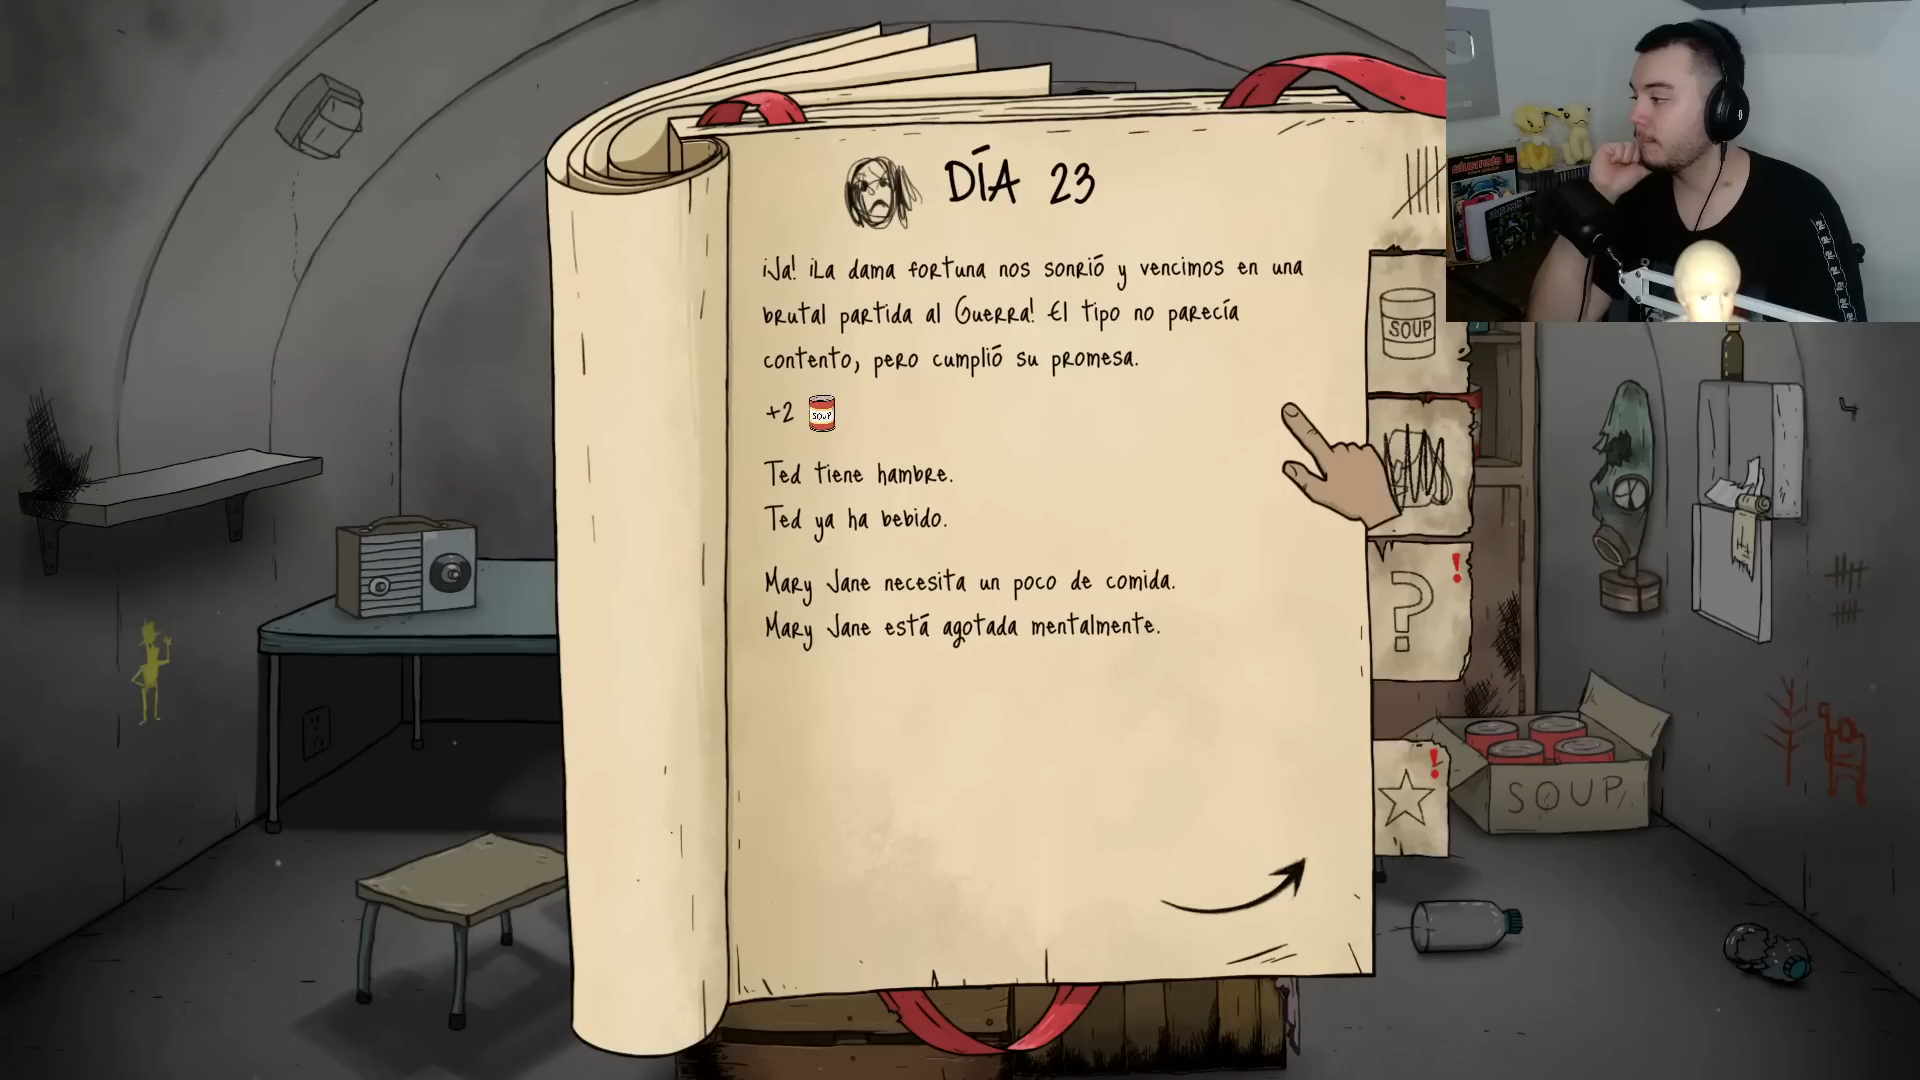 DÍA 23
¡Ja! ¡La dama fortuna nos sonrió y vencimos en una
brutal partida al Guerra! El tipo no parecía
contento, pero cumplió su promesa.
+2 SOUP
Ted tiene hambre.
Ted ya ha bebido.
Mary Jane necesita un poco de comida.
Mary Jane está agotada mentalmente.
SOUP
!
?
!
SOUP